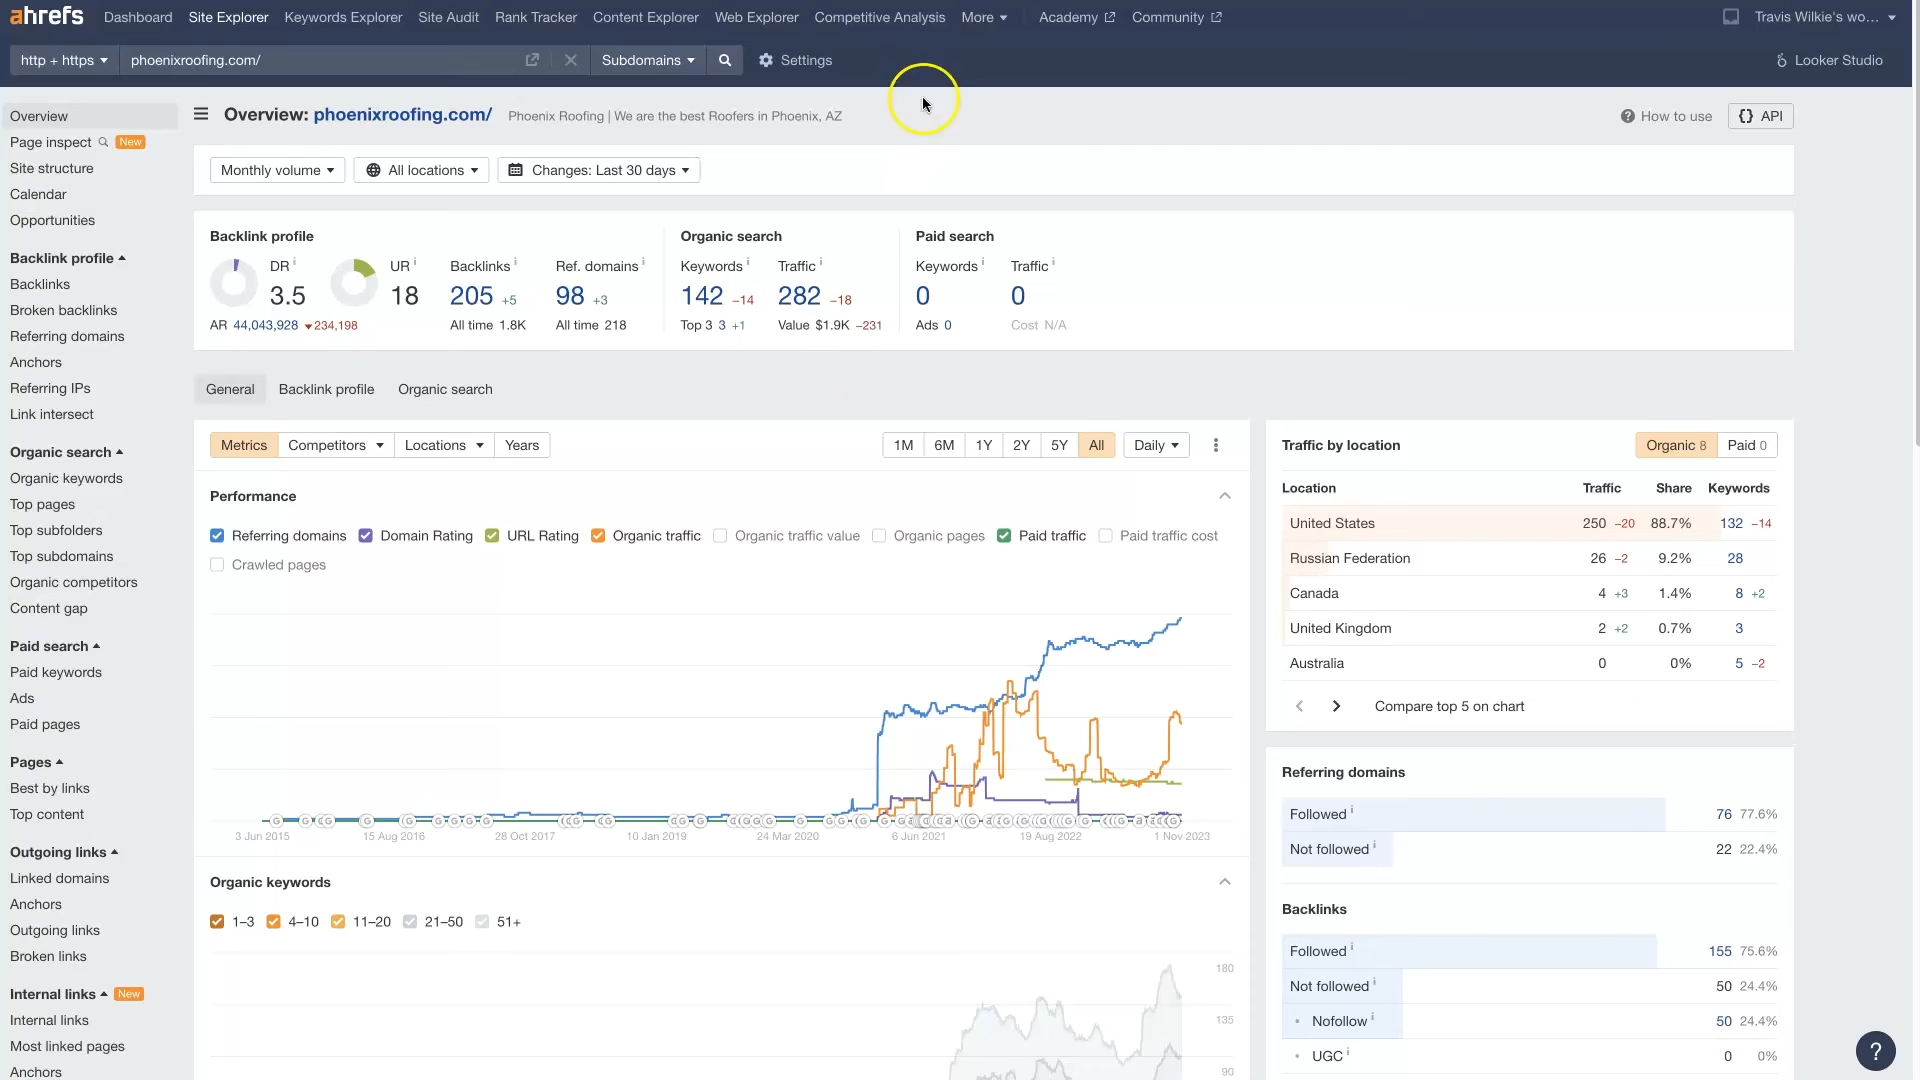 ahrefs Dashboard Site Explorer Keywords Explorer Site Audit Rank Tracker Content Explorer Web Explorer Competitive Analysis More Academy Community Travis Wilkie's wo...
http + https phoenixroofing.com/ Subdomains Settings Looker Studio
Overview
Page inspect New
Site structure
Calendar
Opportunities
Backlink profile
Backlinks
Broken backlinks
Referring domains
Anchors
Referring IPs
Link intersect
Organic search
Organic keywords
Top pages
Top subfolders
Top subdomains
Organic competitors
Content gap
Paid search
Paid keywords
Ads
Paid pages
Pages
Best by links
Top content
Outgoing links
Linked domains
Anchors
Outgoing links
Broken links
Internal links New
Internal links
Most linked pages
Anchors
Overview: phoenixroofing.com/ Phoenix Roofing | We are the best Roofers in Phoenix, AZ ? How to use {} API
Monthly volume All locations Changes: Last 30 days
Backlink profile Organic search Paid search
DR i UR i Backlinks i Ref. domains i Keywords i Traffic i Keywords i Traffic i
3.5 18 205 +5 98 +3 142 –14 282 –18 0 0
AR 44,043,928 234,198 All time 1.8K All time 218 Top 3 3 +1 Value $1.9K –231 Ads 0 Cost N/A
General Backlink profile Organic search
Metrics Competitors Locations Years 1M 6M 1Y 2Y 5Y All Daily
Performance
Referring domains Domain Rating URL Rating Organic traffic Organic traffic value Organic pages Paid traffic Paid traffic cost
Crawled pages
3 Jun 2015 15 Aug 2016 28 Oct 2017 10 Jan 2019 24 Mar 2020 6 Jun 2021 19 Aug 2022 1 Nov 2023
Organic keywords
1–3 4–10 11–20 21–50 51+
180
135
90
Traffic by location Organic 8 Paid 0
Location Traffic Share Keywords
United States 250 –20 88.7% 132 –14
Russian Federation 26 –2 9.2% 28
Canada 4 +3 1.4% 8 +2
United Kingdom 2 +2 0.7% 3
Australia 0 0% 5 –2
Compare top 5 on chart
Referring domains
Followed i 76 77.6%
Not followed i 22 22.4%
Backlinks
Followed i 155 75.6%
Not followed i 50 24.4%
Nofollow i 50 24.4%
UGC i 0 0%
?